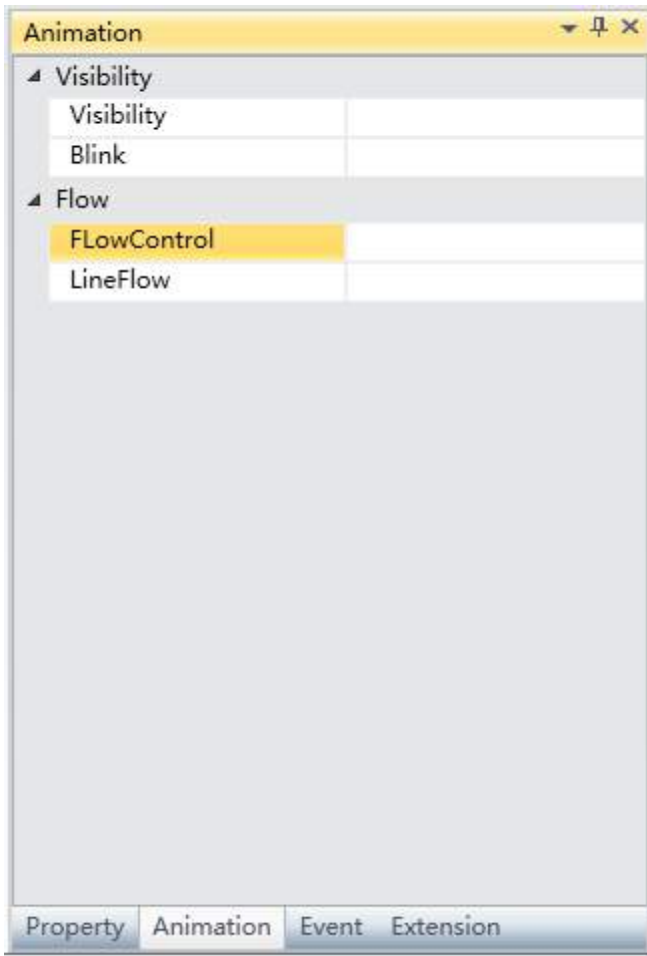 Animation
Visibility
Visibility
Blink
Flow
FLowControl
LineFlow
Property Animation Event Extension